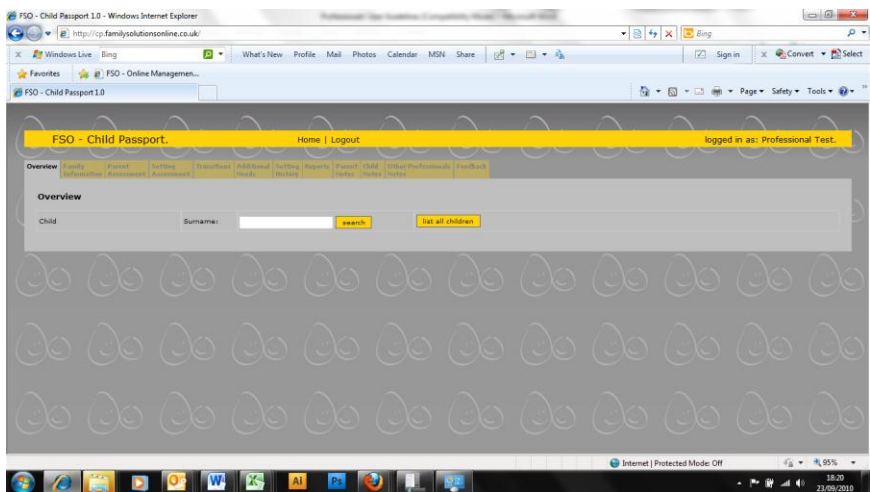 FSO - Child Passport 1.0 - Windows Internet Explorer
http://cp.familysolutionsonline.co.uk/
Bing
x Windows Live Bing What's New Profile Mail Photos Calendar MSN Share Sign in x Convert Select
Favorites FSO - Online Managemen...
FSO - Child Passport 1.0 Page Safety Tools
FSO - Child Passport. Home | Logout logged in as: Professional Test.
Overview Family Information Parent Assessment Setting Assessment Transitions Additional Needs Setting History Reports Parent Notes Child Notes Other Professionals Notes Feedback
Overview
Child Surname: search list all children
Internet | Protected Mode: Off 95%
Ai Ps
18:20
23/09/2010